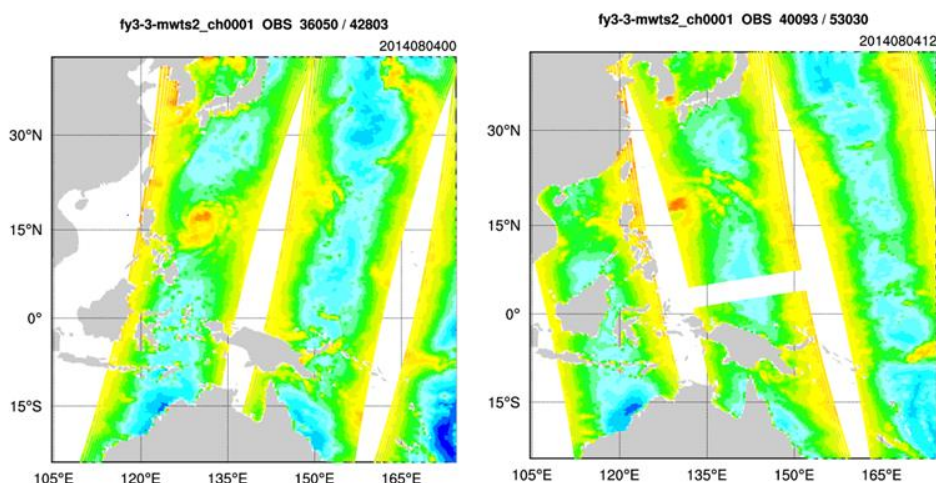 fy3-3-mwts2_ch0001 OBS 36050 / 42803
2014080400
30°N
15°N
0°
15°S
105°E 120°E 135°E 150°E 165°E
fy3-3-mwts2_ch0001 OBS 40093 / 53030
2014080412
30°N
15°N
0°
15°S
105°E 120°E 135°E 150°E 165°E